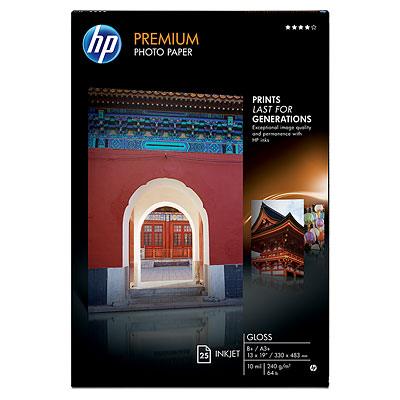 hp
PREMIUM
PHOTO PAPER
PRINTS
LAST FOR
GENERATIONS
Exceptional image quality
and permanence with
HP inks
25 INKJET
GLOSS
B+ / A3+
13 x 19" / 330 x 483 mm
10 mil 240 g/m²
64 lb
hp